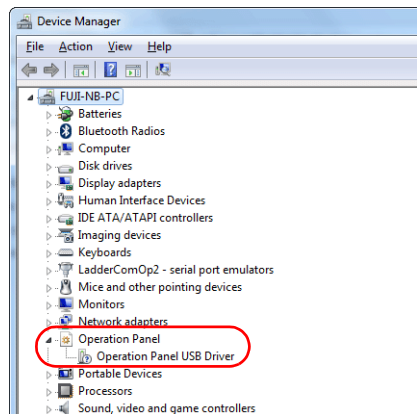 Device Manager
File Action View Help
FUJI-NB-PC
Batteries
Bluetooth Radios
Computer
Disk drives
Display adapters
Human Interface Devices
IDE ATA/ATAPI controllers
Imaging devices
Keyboards
LadderComOp2 - serial port emulators
Mice and other pointing devices
Monitors
Network adapters
Operation Panel
Operation Panel USB Driver
Portable Devices
Processors
Sound, video and game controllers